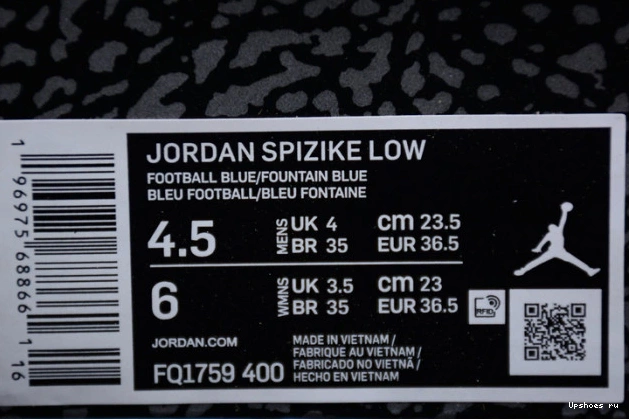 JORDAN SPIZIKE LOW
FOOTBALL BLUE/FOUNTAIN BLUE
BLEU FOOTBALL/BLEU FONTAINE
4.5
MENS
UK 4
BR 35
cm 23.5
EUR 36.5
6
WMNS
UK 3.5
BR 35
cm 23
EUR 36.5
RFID
JORDAN.COM
FQ1759 400
MADE IN VIETNAM /
FABRIQUE AU VIETNAM /
FABRICADO NO VIETNÃ /
HECHO EN VIETNAM
1 96975 68866 1 16
Upshoes ru